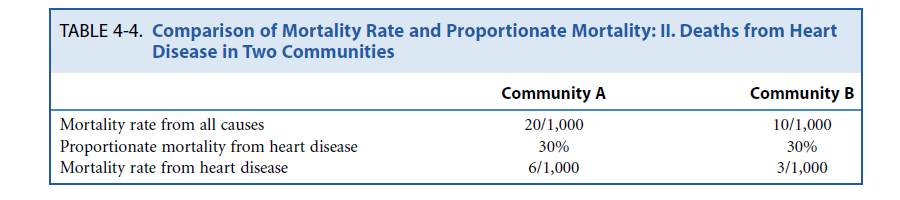 TABLE 4-4. Comparison of Mortality Rate and Proportionate Mortality: II. Deaths from Heart
Disease in Two Communities
Community A Community B
Mortality rate from all causes 20/1,000 10/1,000
Proportionate mortality from heart disease 30% 30%
Mortality rate from heart disease 6/1,000 3/1,000